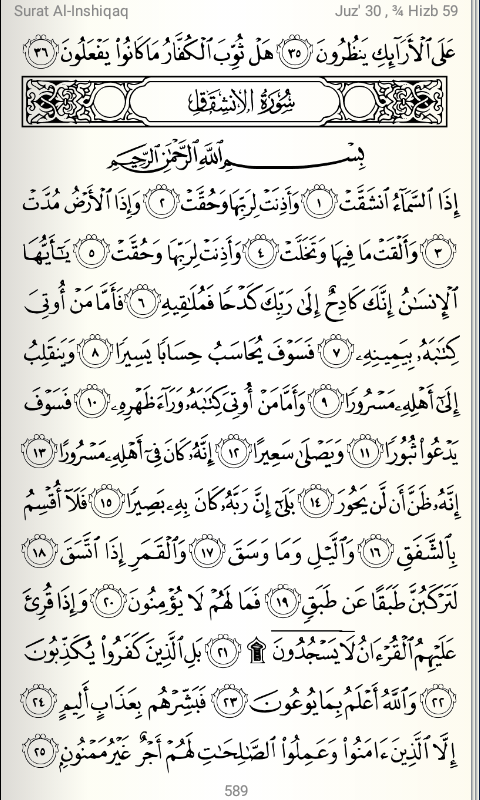 Surat Al-Inshiqaq Juz' 30 , ¾ Hizb 59
عَلَى ٱلْأَرَآئِكِ يَنظُرُونَ ٣٥ هَلْ ثُوِّبَ ٱلْكُفَّارُ مَا كَانُوا۟ يَفْعَلُونَ ٣٦
سُورَةُ الانشقاق
بِسْمِ ٱللَّهِ ٱلرَّحْمَٰنِ ٱلرَّحِيمِ
إِذَا ٱلسَّمَآءُ ٱنشَقَّتْ ١ وَأَذِنَتْ لِرَبِّهَا وَحُقَّتْ ٢ وَإِذَا ٱلْأَرْضُ مُدَّتْ
٣ وَأَلْقَتْ مَا فِيهَا وَتَخَلَّتْ ٤ وَأَذِنَتْ لِرَبِّهَا وَحُقَّتْ ٥ يَٰٓأَيُّهَا
ٱلْإِنسَٰنُ إِنَّكَ كَادِحٌ إِلَىٰ رَبِّكَ كَدْحًا فَمُلَٰقِيهِ ٦ فَأَمَّا مَنْ أُوتِىَ
كِتَٰبَهُۥ بِيَمِينِهِۦ ٧ فَسَوْفَ يُحَاسَبُ حِسَابًا يَسِيرًا ٨ وَيَنقَلِبُ
إِلَىٰٓ أَهْلِهِۦ مَسْرُورًا ٩ وَأَمَّا مَنْ أُوتِىَ كِتَٰبَهُۥ وَرَآءَ ظَهْرِهِۦ ١٠ فَسَوْفَ
يَدْعُوا۟ ثُبُورًا ١١ وَيَصْلَىٰ سَعِيرًا ١٢ إِنَّهُۥ كَانَ فِىٓ أَهْلِهِۦ مَسْرُورًا ١٣
إِنَّهُۥ ظَنَّ أَن لَّن يَحُورَ ١٤ بَلَىٰٓ إِنَّ رَبَّهُۥ كَانَ بِهِۦ بَصِيرًا ١٥ فَلَآ أُقْسِمُ
بِٱلشَّفَقِ ١٦ وَٱلَّيْلِ وَمَا وَسَقَ ١٧ وَٱلْقَمَرِ إِذَا ٱتَّسَقَ ١٨
لَتَرْكَبُنَّ طَبَقًا عَن طَبَقٍ ١٩ فَمَا لَهُمْ لَا يُؤْمِنُونَ ٢٠ وَإِذَا قُرِئَ
عَلَيْهِمُ ٱلْقُرْءَانُ لَا يَسْجُدُونَ ۩ ٢١ بَلِ ٱلَّذِينَ كَفَرُوا۟ يُكَذِّبُونَ
٢٢ وَٱللَّهُ أَعْلَمُ بِمَا يُوعُونَ ٢٣ فَبَشِّرْهُم بِعَذَابٍ أَلِيمٍ ٢٤
إِلَّا ٱلَّذِينَ ءَامَنُوا۟ وَعَمِلُوا۟ ٱلصَّٰلِحَٰتِ لَهُمْ أَجْرٌ غَيْرُ مَمْنُونٍۭ ٢٥
589